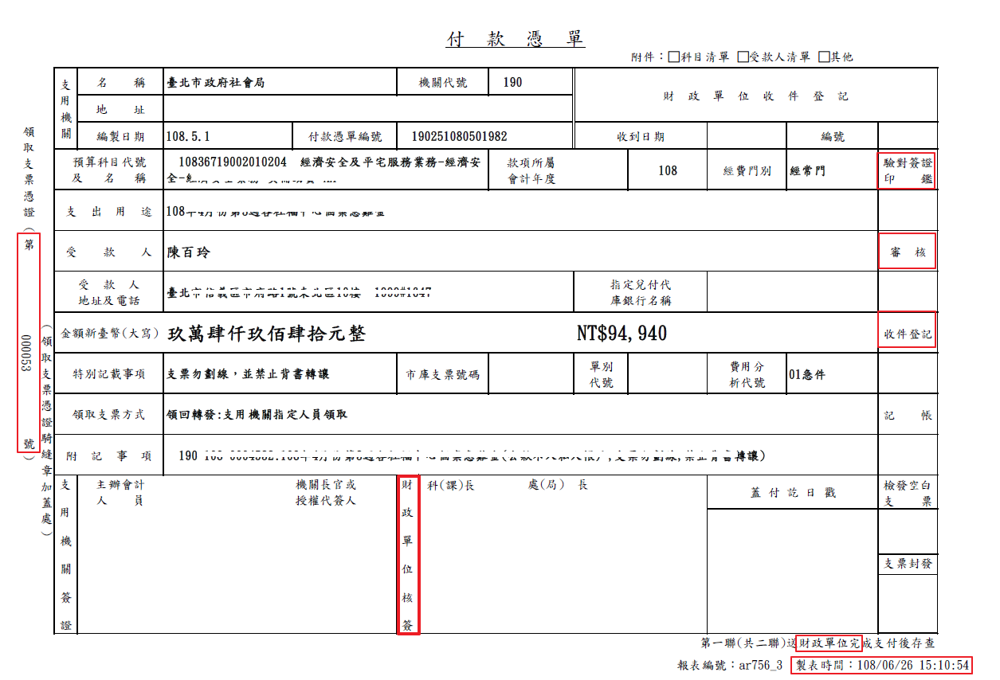 付款憑單
附件：□科目清單 □受款人清單 □其他
支用機關
名稱 臺北市政府社會局 機關代號 190
財政單位收件登記
地址
編製日期 108.5.1 付款憑單編號 190251080501982 收到日期 編號
預算科目代號及名稱 10836719002010204 經濟安全及平宅服務業務-經濟安全-
款項所屬會計年度 108 經費門別 經常門 驗對簽證印鑑
支出用途 108年4月份第
受款人 陳百玲 審核
受款人地址及電話 臺北市信義區市府路1號東北區10樓
指定兌付代庫銀行名稱
金額新臺幣(大寫) 玖萬肆仟玖佰肆拾元整 NT$94,940 收件登記
特別記載事項 支票勿劃線，並禁止背書轉讓 市庫支票號碼 單別代號 費用分析代號 01急件
領取支票方式 領回轉發:支用機關指定人員領取 記帳
附記事項 190 背書轉讓)
支用機關簽證
主辦會計人員
機關長官或授權代簽人
財政單位核簽
科(課)長 處(局) 長
蓋付訖日戳
檢發空白支票
支票封發
領取支票憑證(第 000053 號)
(領取支票憑證騎縫章加蓋處)
第一聯(共二聯)送財政單位完成支付後存查
報表編號：ar756_3 製表時間：108/06/26 15:10:54